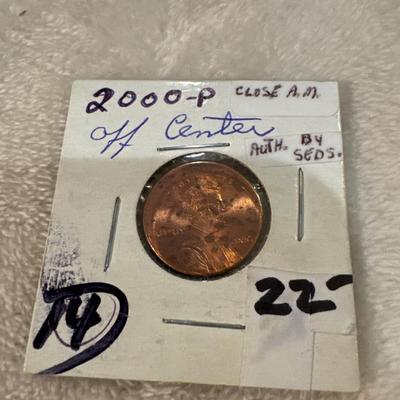 2000-P CLOSE A.M.
Off Center
AUTH. BY
SEDS.
14
22-